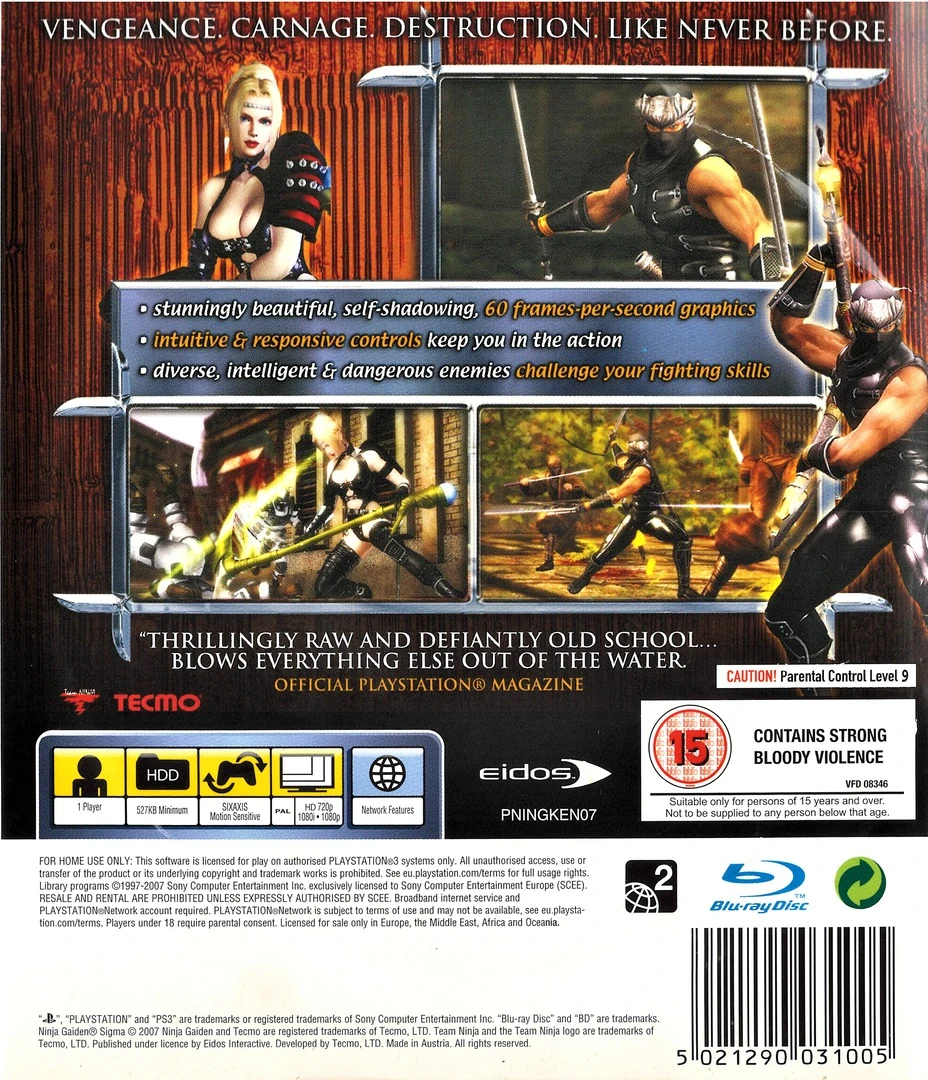 VENGEANCE. CARNAGE. DESTRUCTION. LIKE NEVER BEFORE.
• stunningly beautiful, self-shadowing, 60 frames-per-second graphics
• intuitive & responsive controls keep you in the action
• diverse, intelligent & dangerous enemies challenge your fighting skills
“THRILLINGLY RAW AND DEFIANTLY OLD SCHOOL...
BLOWS EVERYTHING ELSE OUT OF THE WATER.
OFFICIAL PLAYSTATION® MAGAZINE
CAUTION! Parental Control Level 9
Team NINJA
TECMO
15
CONTAINS STRONG
BLOODY VIOLENCE
VFD 08346
Suitable only for persons of 15 years and over.
Not to be supplied to any person below that age.
HDD
1 Player
527KB Minimum
SIXAXIS
Motion Sensitive
PAL
HD 720p
1080i • 1080p
Network Features
eidos.
PNINGKEN07
FOR HOME USE ONLY: This software is licensed for play on authorised PLAYSTATION®3 systems only. All unauthorised access, use or
transfer of the product or its underlying copyright and trademark works is prohibited. See eu.playstation.com/terms for full usage rights.
Library programs ©1997-2007 Sony Computer Entertainment Inc. exclusively licensed to Sony Computer Entertainment Europe (SCEE).
RESALE AND RENTAL ARE PROHIBITED UNLESS EXPRESSLY AUTHORISED BY SCEE. Broadband internet service and
PLAYSTATION®Network account required. PLAYSTATION®Network is subject to terms of use and may not be available, see eu.playsta-
tion.com/terms. Players under 18 require parental consent. Licensed for sale only in Europe, the Middle East, Africa and Oceania.
2
Blu-ray Disc™
“PS”, “PLAYSTATION” and “PS3” are trademarks or registered trademarks of Sony Computer Entertainment Inc. “Blu-ray Disc” and “BD” are trademarks.
Ninja Gaiden® Sigma © 2007 Ninja Gaiden and Tecmo are registered trademarks of Tecmo, LTD. Team Ninja and the Team Ninja logo are trademarks of
Tecmo, LTD. Published under licence by Eidos Interactive. Developed by Tecmo, LTD. Made in Austria. All rights reserved.
5 021290 031005